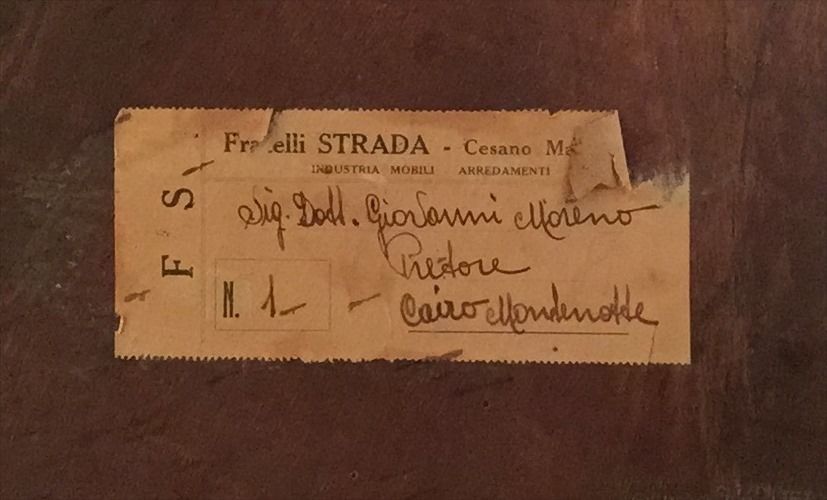 F S
Fratelli STRADA - Cesano Ma
INDUSTRIA MOBILI ARREDAMENTI
Sig. Dott. Giovanni Moreno
Pretore
N. 1
Cairo Montenotte